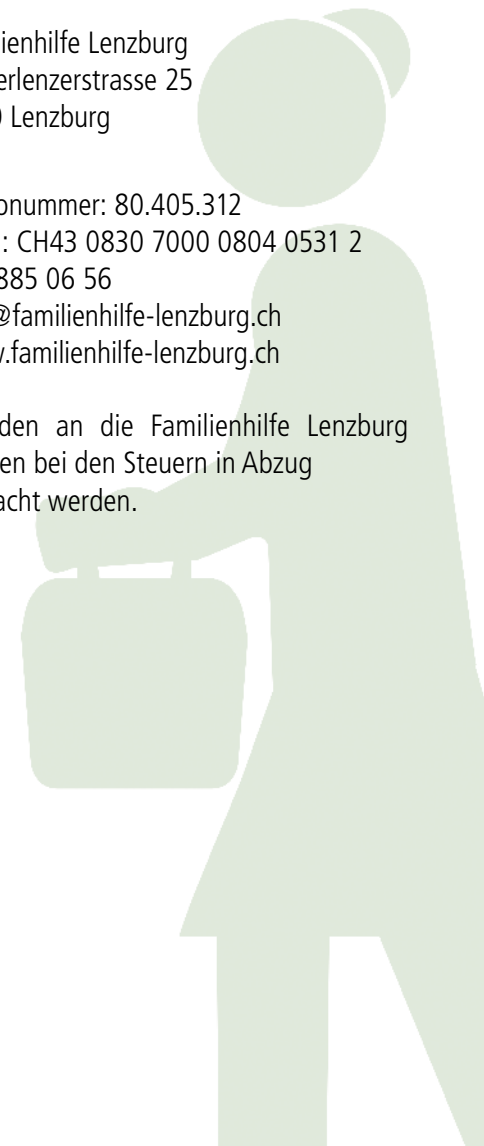 ienhilfe Lenzburg
erlenzerstrasse 25
Lenzburg
onummer: 80.405.312
: CH43 0830 7000 0804 0531 2
885 06 56
@familienhilfe-lenzburg.ch
.familienhilfe-lenzburg.ch
den an die Familienhilfe Lenzburg
en bei den Steuern in Abzug
acht werden.